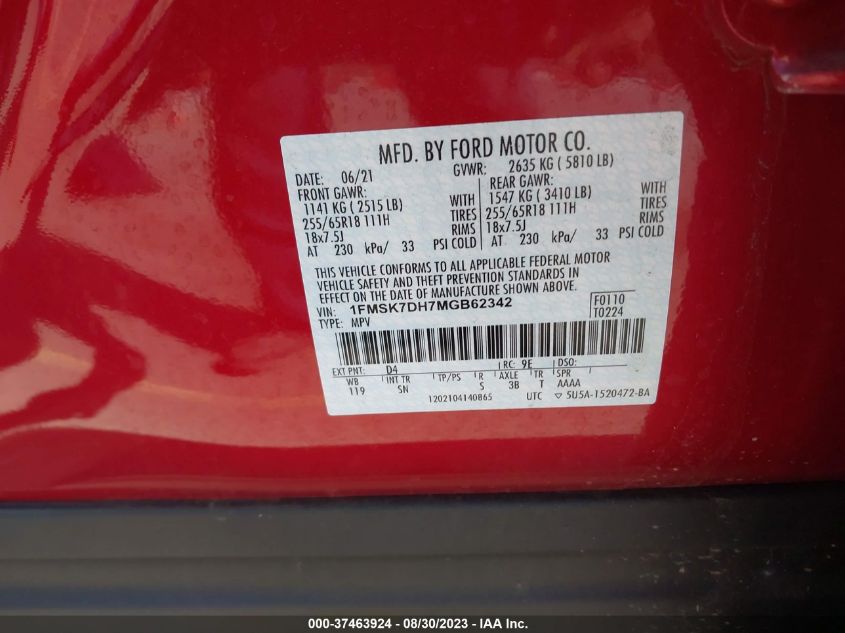 MFD. BY FORD MOTOR CO.
DATE: 06/21 GVWR: 2635 KG ( 5810 LB)
FRONT GAWR: REAR GAWR:
1141 KG ( 2515 LB) WITH 1547 KG ( 3410 LB) WITH
255/65R18 111H TIRES 255/65R18 111H TIRES
18x7.5J RIMS 18x7.5J RIMS
AT 230 kPa/ 33 PSI COLD AT 230 kPa/ 33 PSI COLD
THIS VEHICLE CONFORMS TO ALL APPLICABLE FEDERAL MOTOR
VEHICLE SAFETY AND THEFT PREVENTION STANDARDS IN
EFFECT ON THE DATE OF MANUFACTURE SHOWN ABOVE.
VIN: 1FMSK7DH7MGB62342 F0110
TYPE: MPV T0224
EXT PNT: D4 RC: 9E DSO:
WB INT TR TP/PS R AXLE TR SPR
119 SN S 3B T AAAA
1202104140865 UTC ▽ 5U5A-1520472-BA
000-37463924 - 08/30/2023 - IAA Inc.